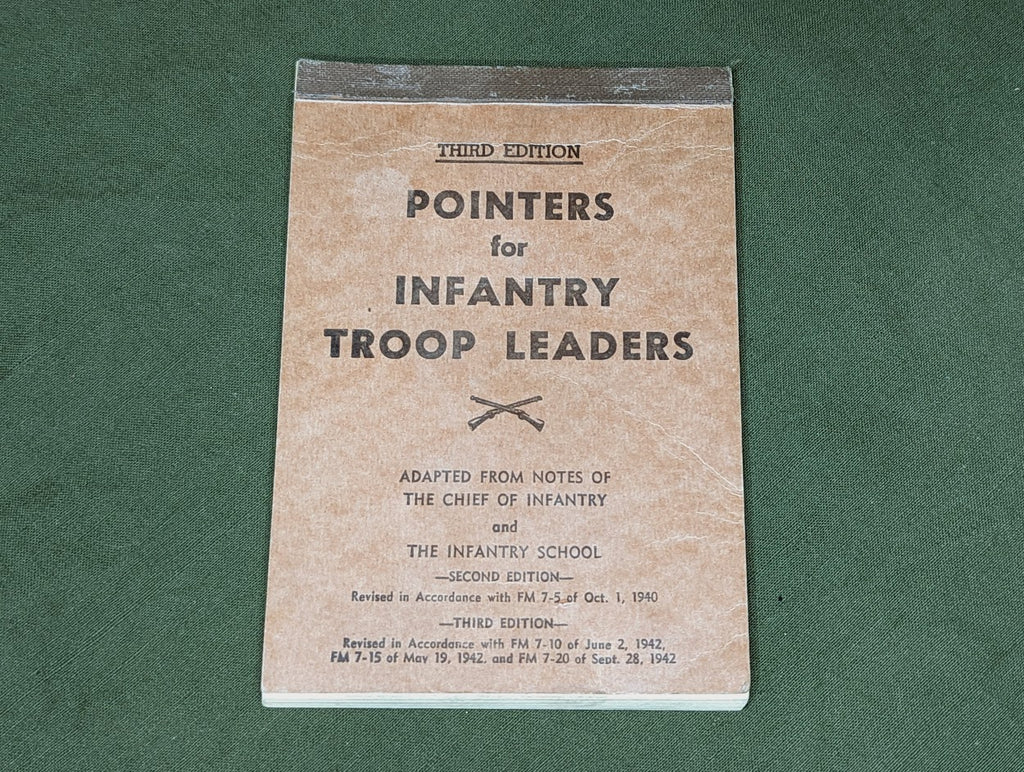 THIRD EDITION
POINTERS
for
INFANTRY
TROOP LEADERS
ADAPTED FROM NOTES OF
THE CHIEF OF INFANTRY
and
THE INFANTRY SCHOOL
—SECOND EDITION—
Revised in Accordance with FM 7-5 of Oct. 1, 1940
—THIRD EDITION—
Revised in Accordance with FM 7-10 of June 2, 1942,
FM 7-15 of May 19, 1942. and FM 7-20 of Sept. 28, 1942